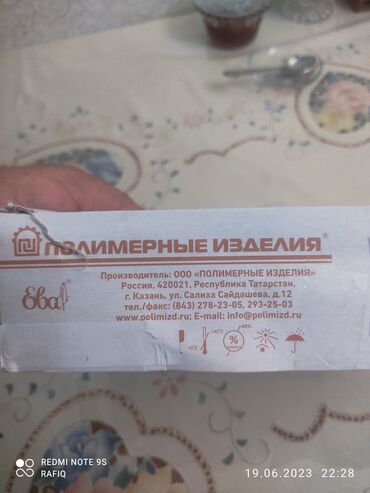 ПОЛИМЕРНЫЕ ИЗДЕЛИЯ®
Ева
Производитель: ООО «ПОЛИМЕРНЫЕ ИЗДЕЛИЯ»
Россия, 420021, Республика Татарстан,
г. Казань, ул. Салиха Сайдашева, д.12
тел./факс: (843) 278-23-05, 293-25-03
www.polimizd.ru; E-mail: info@polimizd.ru
%
REDMI NOTE 9S
RAFIQ
19.06.2023 22:28